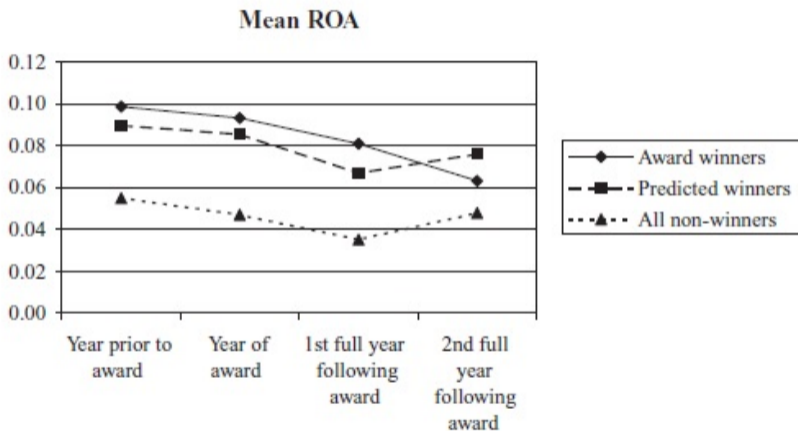 Mean ROA
0.12
0.10
0.08
0.06
0.04
0.02
0.00
Year prior to
award
Year of
award
1st full year
following
award
2nd full
year
following
award
Award winners
Predicted winners
All non-winners